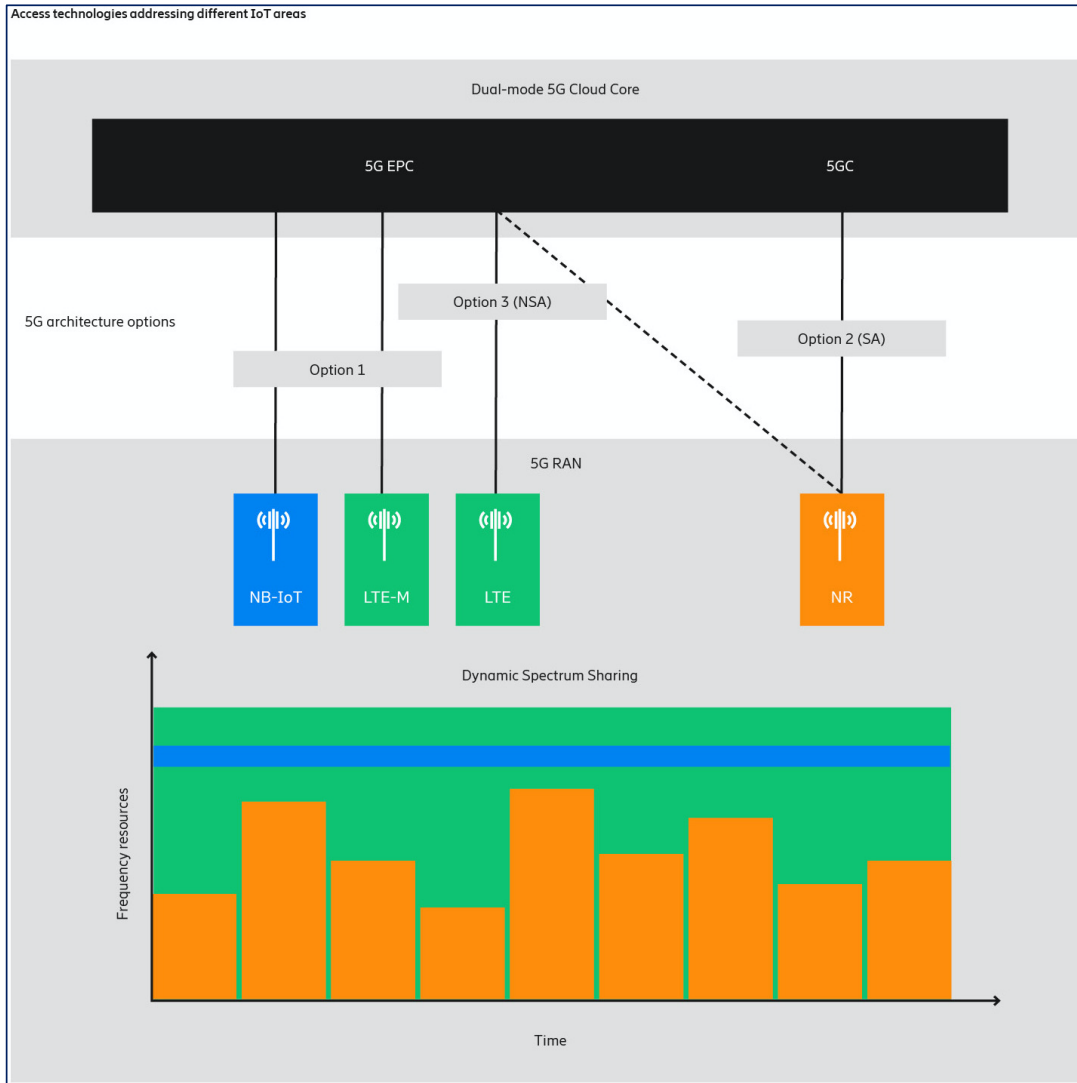 Access technologies addressing different IoT areas
Dual-mode 5G Cloud Core
5G EPC
5GC
Option 3 (NSA)
5G architecture options
Option 2 (SA)
Option 1
5G RAN
NB-IoT
LTE-M
LTE
NR
Dynamic Spectrum Sharing
Frequency resources
Time